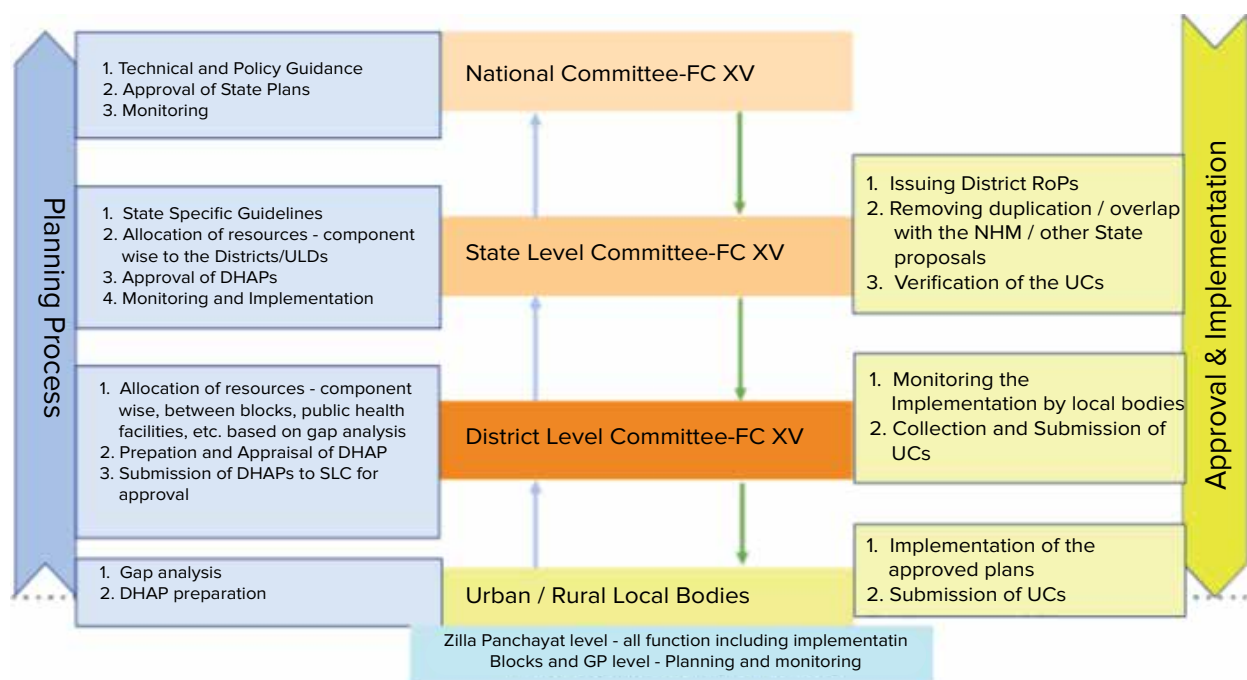 Planning Process
1. Technical and Policy Guidance
2. Approval of State Plans
3. Monitoring
National Committee-FC XV
1. State Specific Guidelines
2. Allocation of resources - component
wise to the Districts/ULDs
3. Approval of DHAPs
4. Monitoring and Implementation
State Level Committee-FC XV
1. Issuing District RoPs
2. Removing duplication / overlap
with the NHM / other State
proposals
3. Verification of the UCs
1. Allocation of resources - component
wise, between blocks, public health
facilities, etc. based on gap analysis
2. Prepation and Appraisal of DHAP
3. Submission of DHAPs to SLC for
approval
District Level Committee-FC XV
1. Monitoring the
Implementation by local bodies
2. Collection and Submission of
UCs
1. Gap analysis
2. DHAP preparation
Urban / Rural Local Bodies
1. Implementation of the
approved plans
2. Submission of UCs
Zilla Panchayat level - all function including implementatin
Blocks and GP level - Planning and monitoring
Approval & Implementation